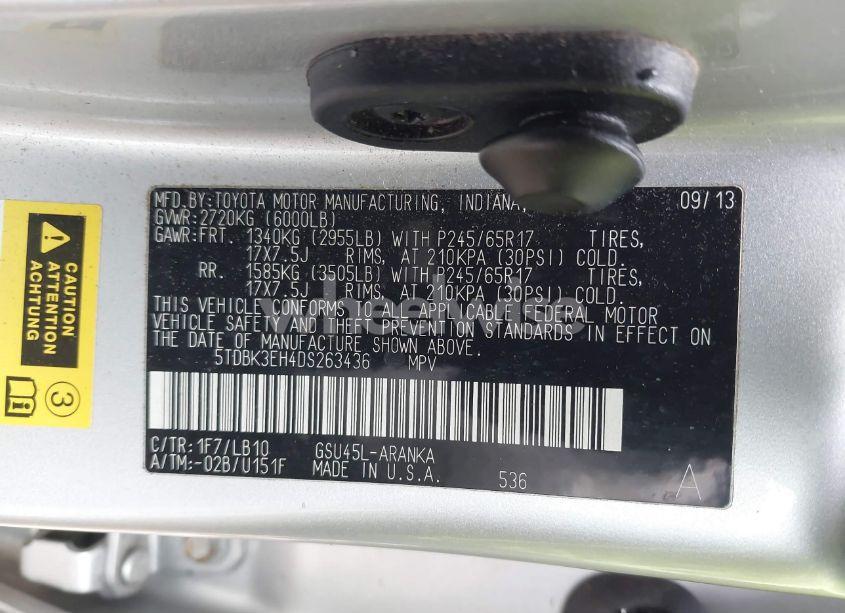 MFD.BY:TOYOTA MOTOR MANUFACTURING, INDIANA, 09/13
GVWR:2720KG (6000LB)
GAWR:FRT. 1340KG (2955LB) WITH P245/65R17 TIRES,
17X7.5J RIMS, AT 210KPA (30PSI) COLD.
RR. 1585KG (3505LB) WITH P245/65R17 TIRES,
17X7.5J RIMS, AT 210KPA (30PSI) COLD.
THIS VEHICLE CONFORMS TO ALL APPLICABLE FEDERAL MOTOR
VEHICLE SAFETY AND THEFT PREVENTION STANDARDS IN EFFECT ON
THE DATE OF MANUFACTURE SHOWN ABOVE.
5TDBK3EH4DS263436 MPV
C/TR:1F7/LB10 GSU45L-ARANKA
A/TM:-02B/U151F MADE IN U.S.A. 536 A
CAUTION
ATTENTION
ACHTUNG
3
wheelwise